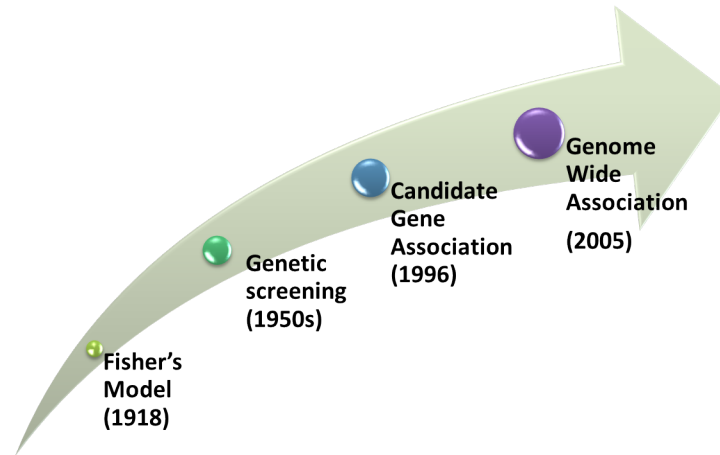 Fisher's
Model
(1918)
Genetic
screening
(1950s)
Candidate
Gene
Association
(1996)
Genome
Wide
Association
(2005)